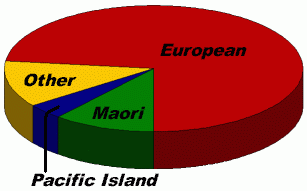 European
Other
Maori
Pacific Island